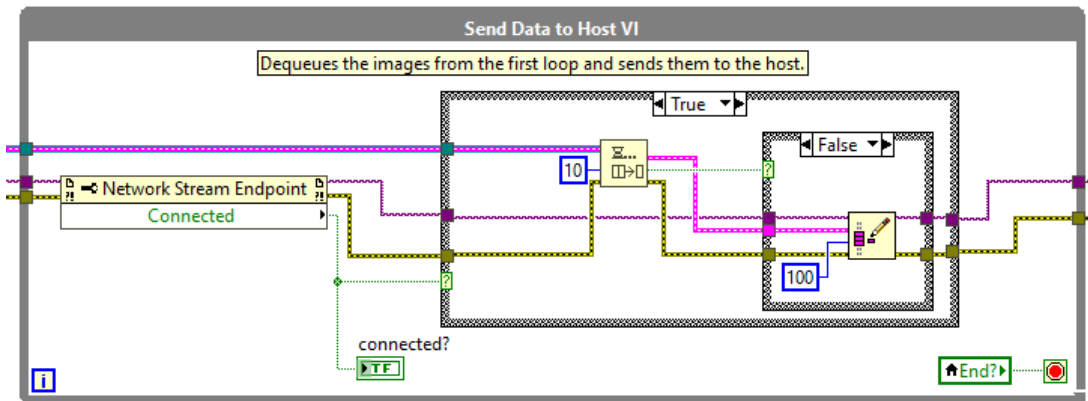 Send Data to Host VI
Dequeues the images from the first loop and sends them to the host.
True
False
10
?
Network Stream Endpoint
Connected
?
100
connected?
TF
End?
i